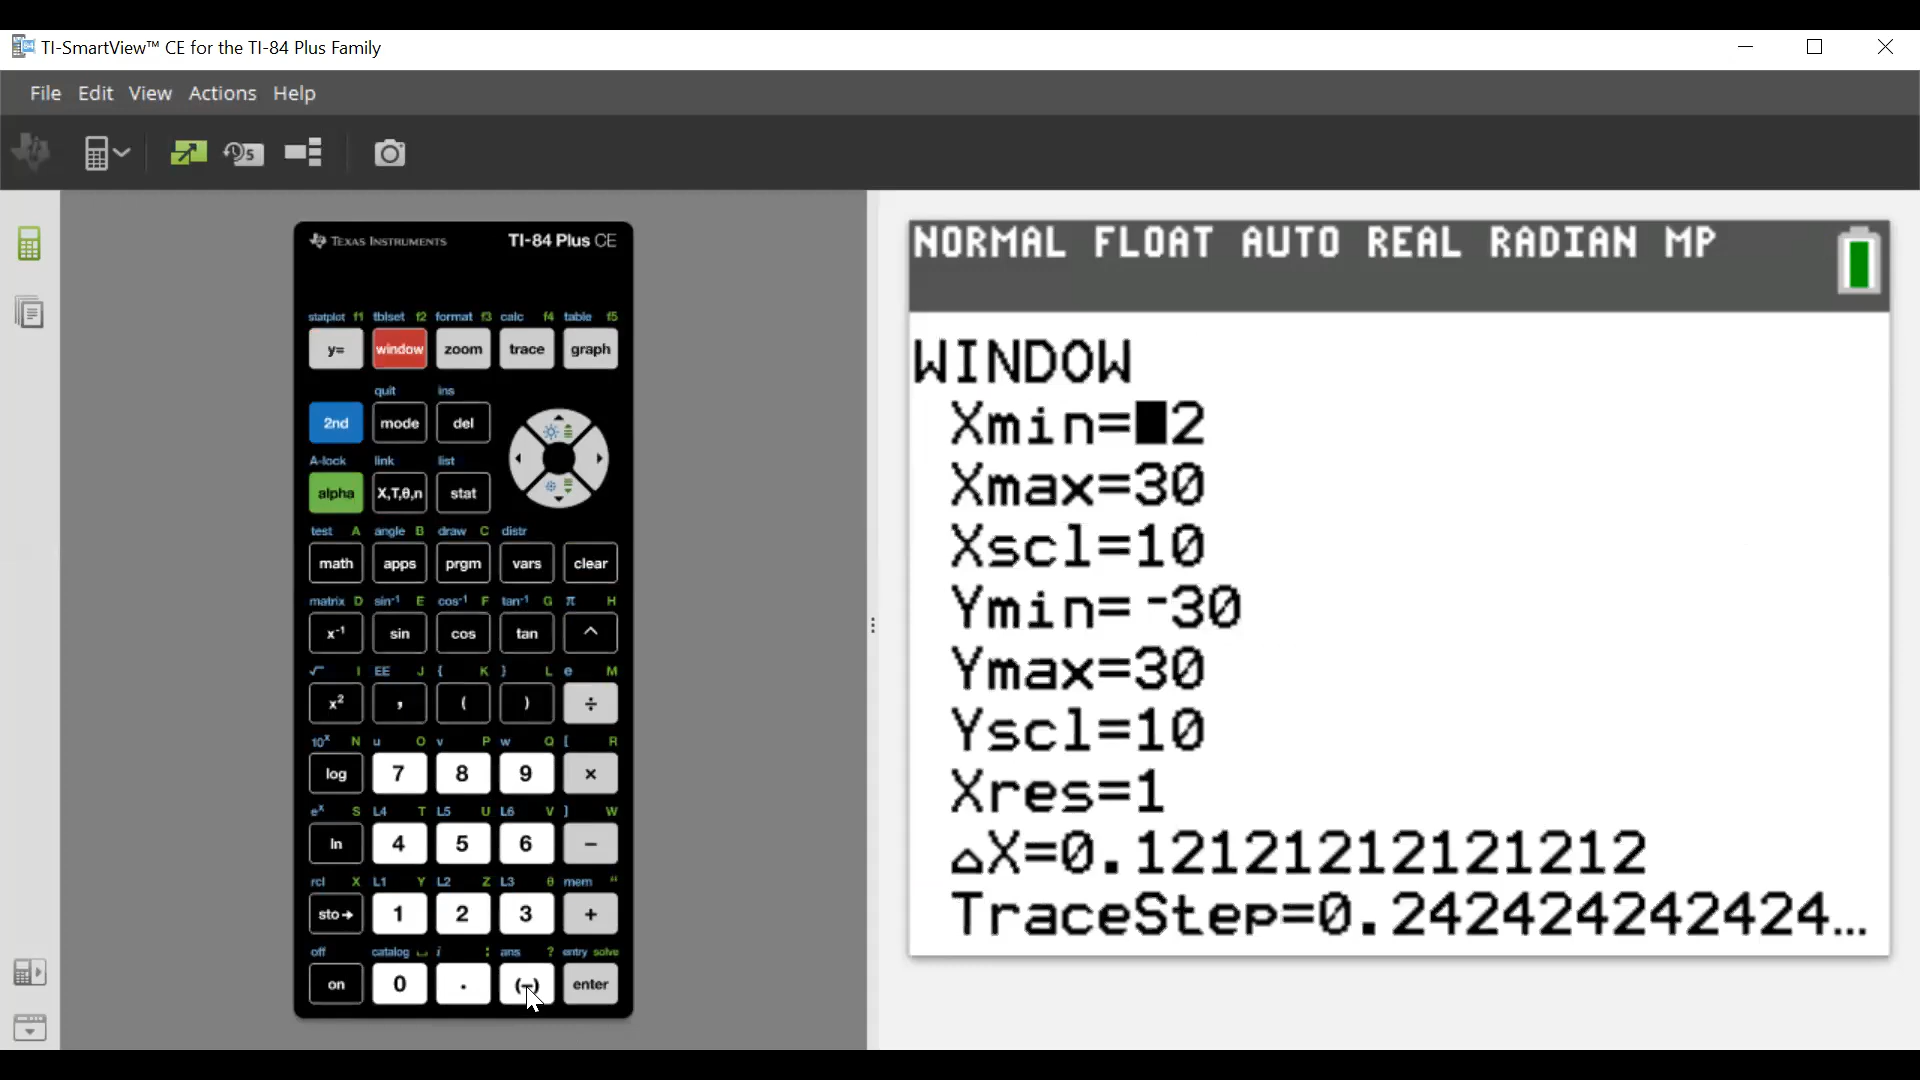 TI-SmartView™ CE for the TI-84 Plus Family
File Edit View Actions Help
5
TEXAS INSTRUMENTS TI-84 Plus CE
statplot f1 tblset f2 format f3 calc f4 table f5
y= window zoom trace graph
quit ins
2nd mode del
A-lock link list
alpha X,T,θ,n stat
test A angle B draw C distr
math apps prgm vars clear
matrix D sin⁻¹ E cos⁻¹ F tan⁻¹ G π H
x⁻¹ sin cos tan ^
√ I EE J { K } L e M
x² , ( ) ÷
10ˣ N u O v P w Q [ R
log 7 8 9 ×
eˣ S L4 T L5 U L6 V ] W
ln 4 5 6 −
rcl X L1 Y L2 Z L3 θ mem "
sto→ 1 2 3 +
off catalog ⎵ i : ans ? entry solve
on 0 . (−) enter
NORMAL FLOAT AUTO REAL RADIAN MP
WINDOW
Xmin=■2
Xmax=30
Xscl=10
Ymin=-30
Ymax=30
Yscl=10
Xres=1
△X=0.12121212121212
TraceStep=0.242424242424…